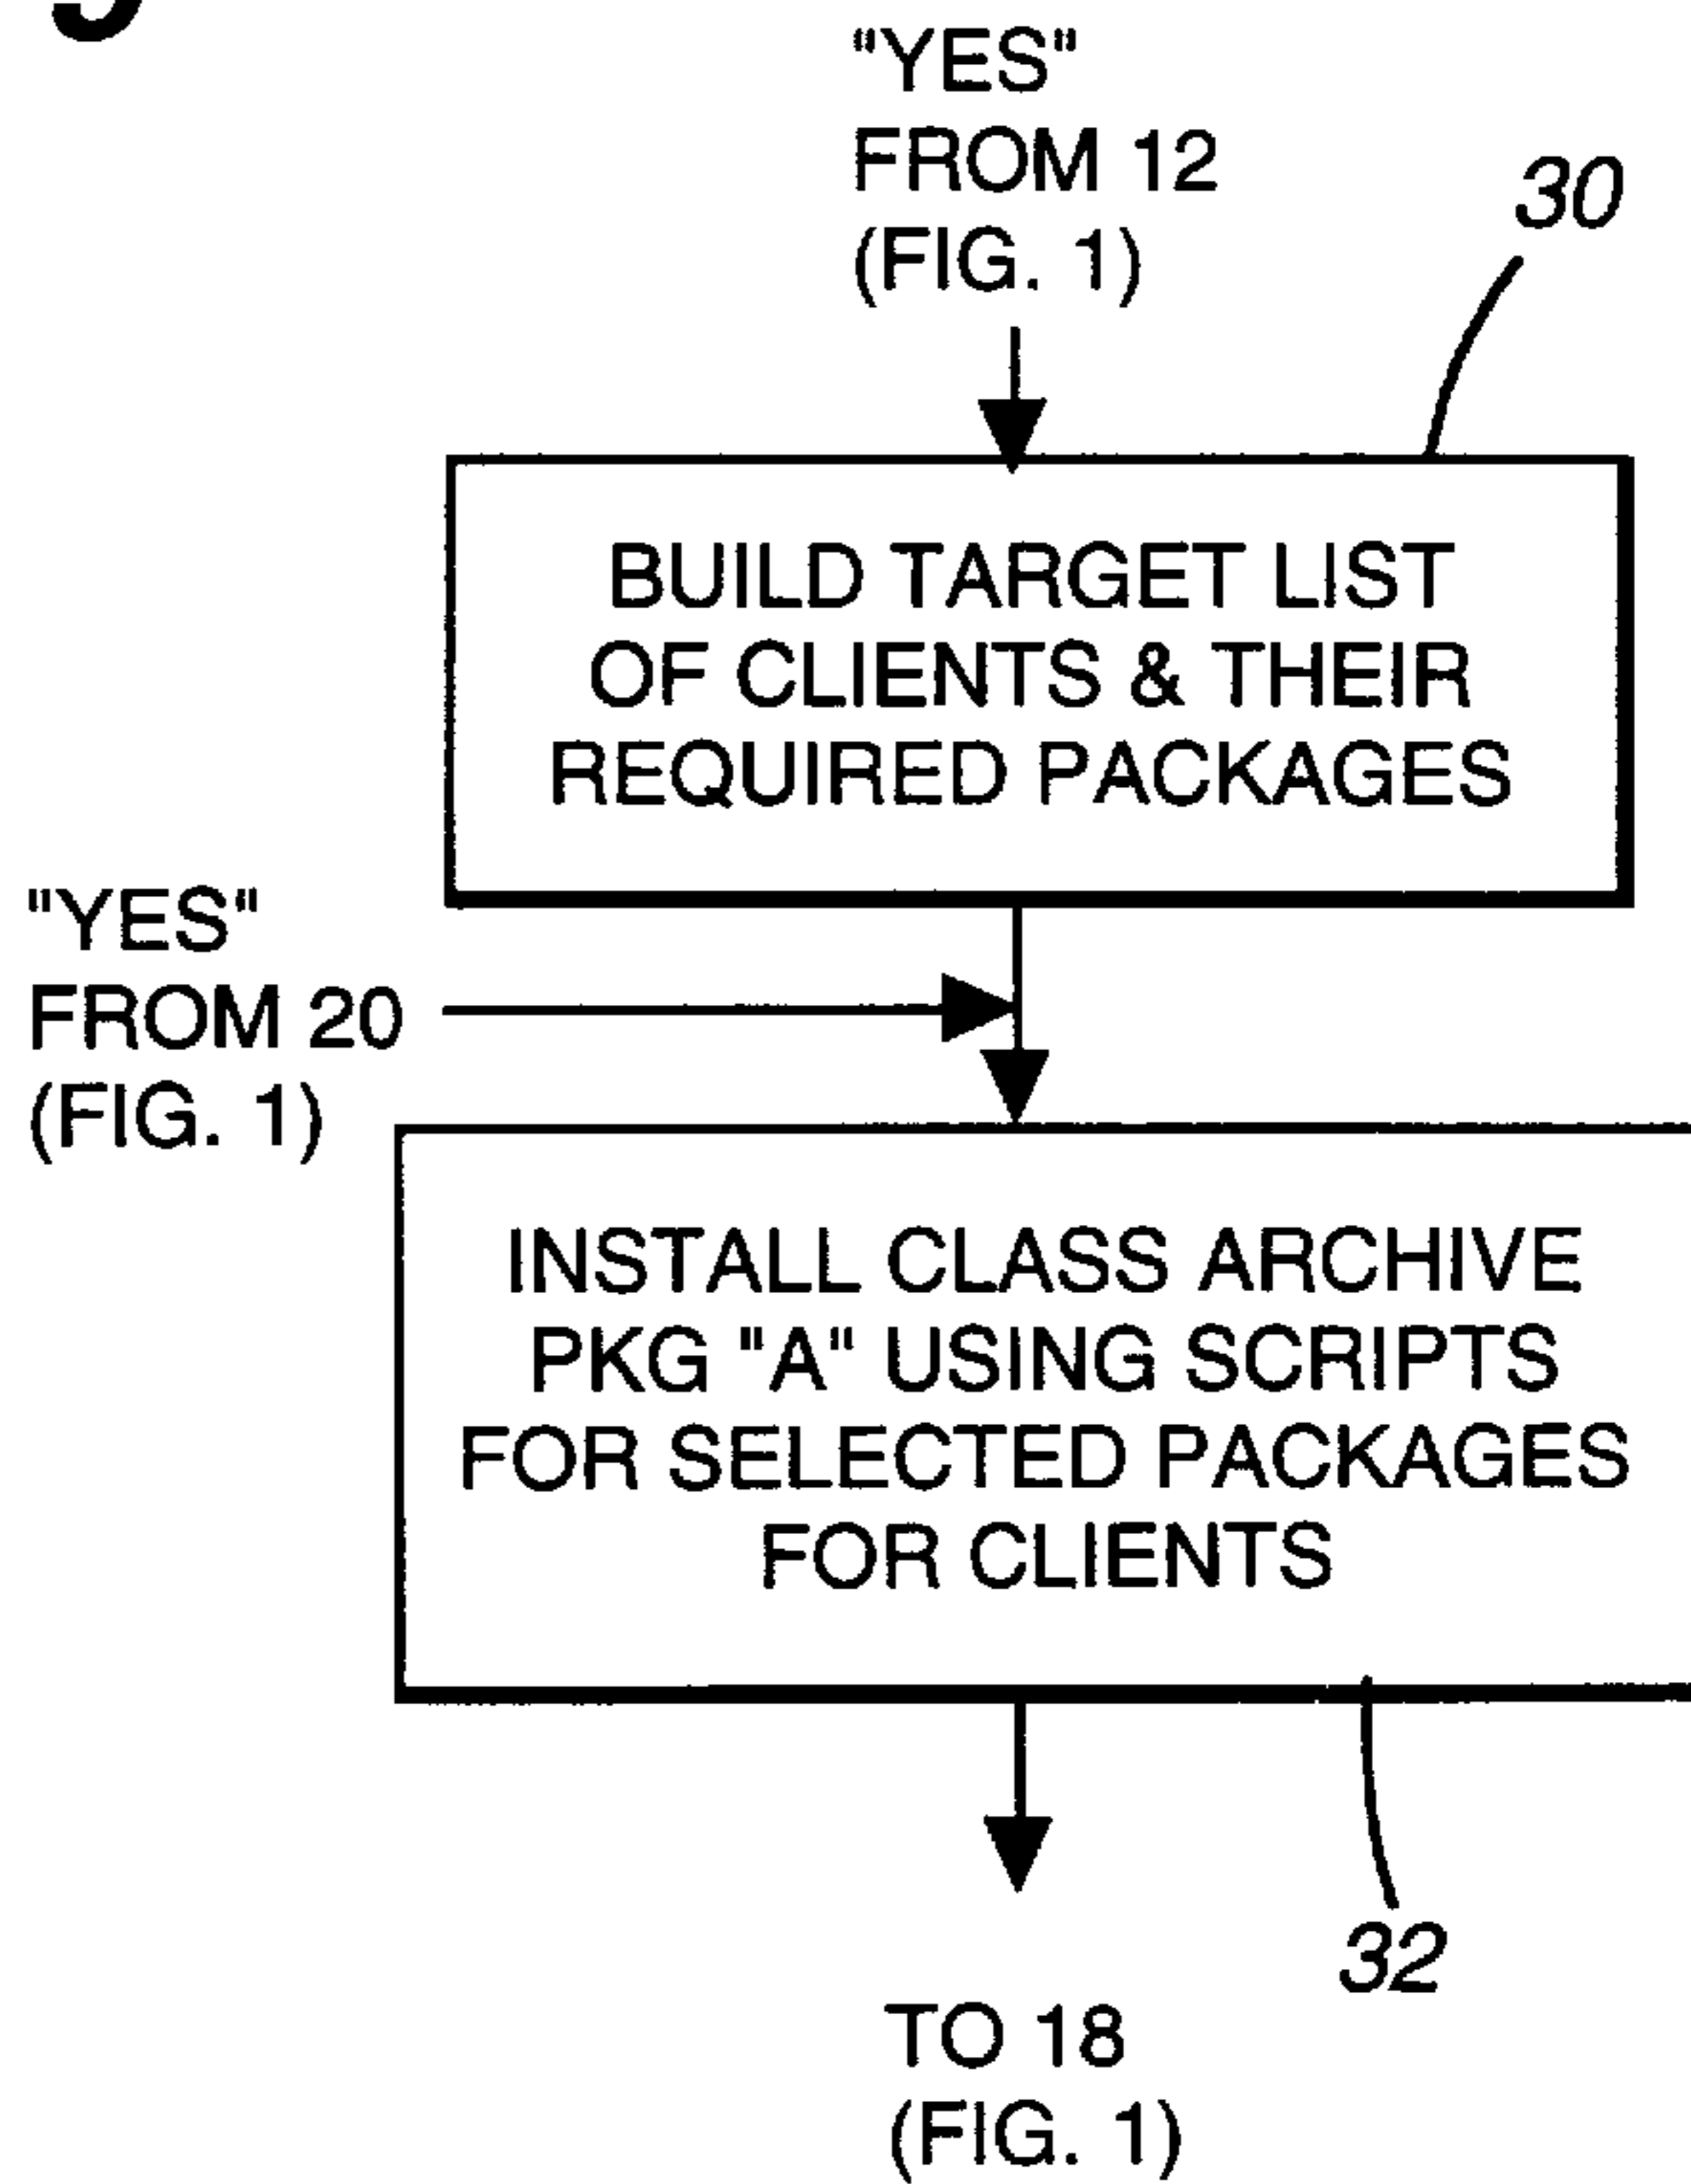 "YES"
FROM 12
(FIG. 1)
30
BUILD TARGET LIST
OF CLIENTS & THEIR
REQUIRED PACKAGES
"YES"
FROM 20
(FIG. 1)
INSTALL CLASS ARCHIVE
PKG "A" USING SCRIPTS
FOR SELECTED PACKAGES
FOR CLIENTS
32
TO 18
(FIG. 1)